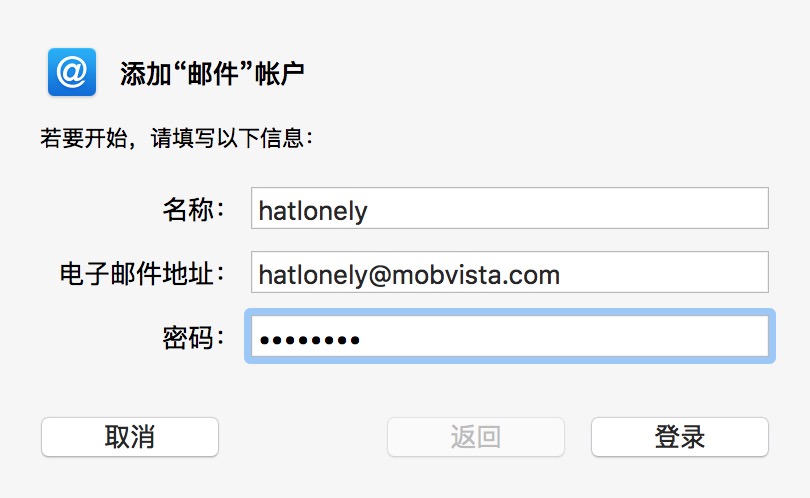 添加“邮件”帐户
若要开始，请填写以下信息：
名称： hatlonely
电子邮件地址： hatlonely@mobvista.com
密码： ••••••••
取消 返回 登录